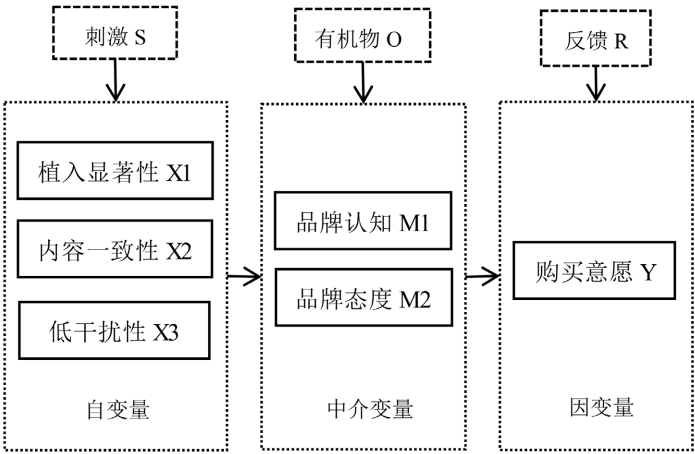 刺激 S
有机物 O
反馈 R
植入显著性 X1
内容一致性 X2
低干扰性 X3
自变量
品牌认知 M1
品牌态度 M2
中介变量
购买意愿 Y
因变量